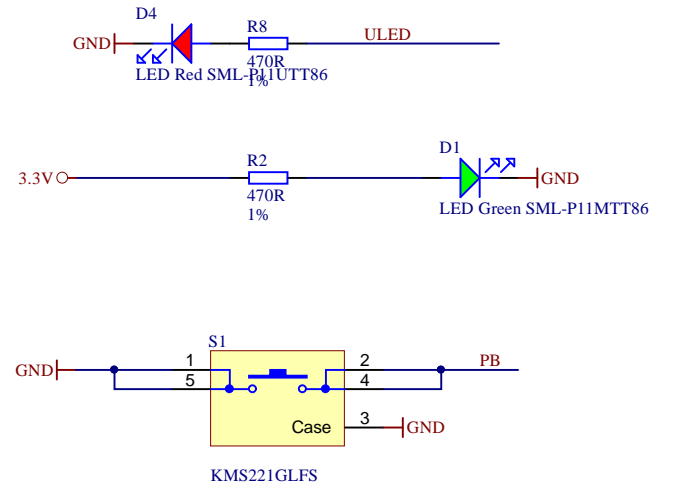 D4
R8
GND
ULED
470R
1%
LED Red SML-P11UTT86
R2
D1
3.3V
GND
470R
1%
LED Green SML-P11MTT86
S1
GND
1
5
2
4
PB
Case
3
GND
KMS221GLFS